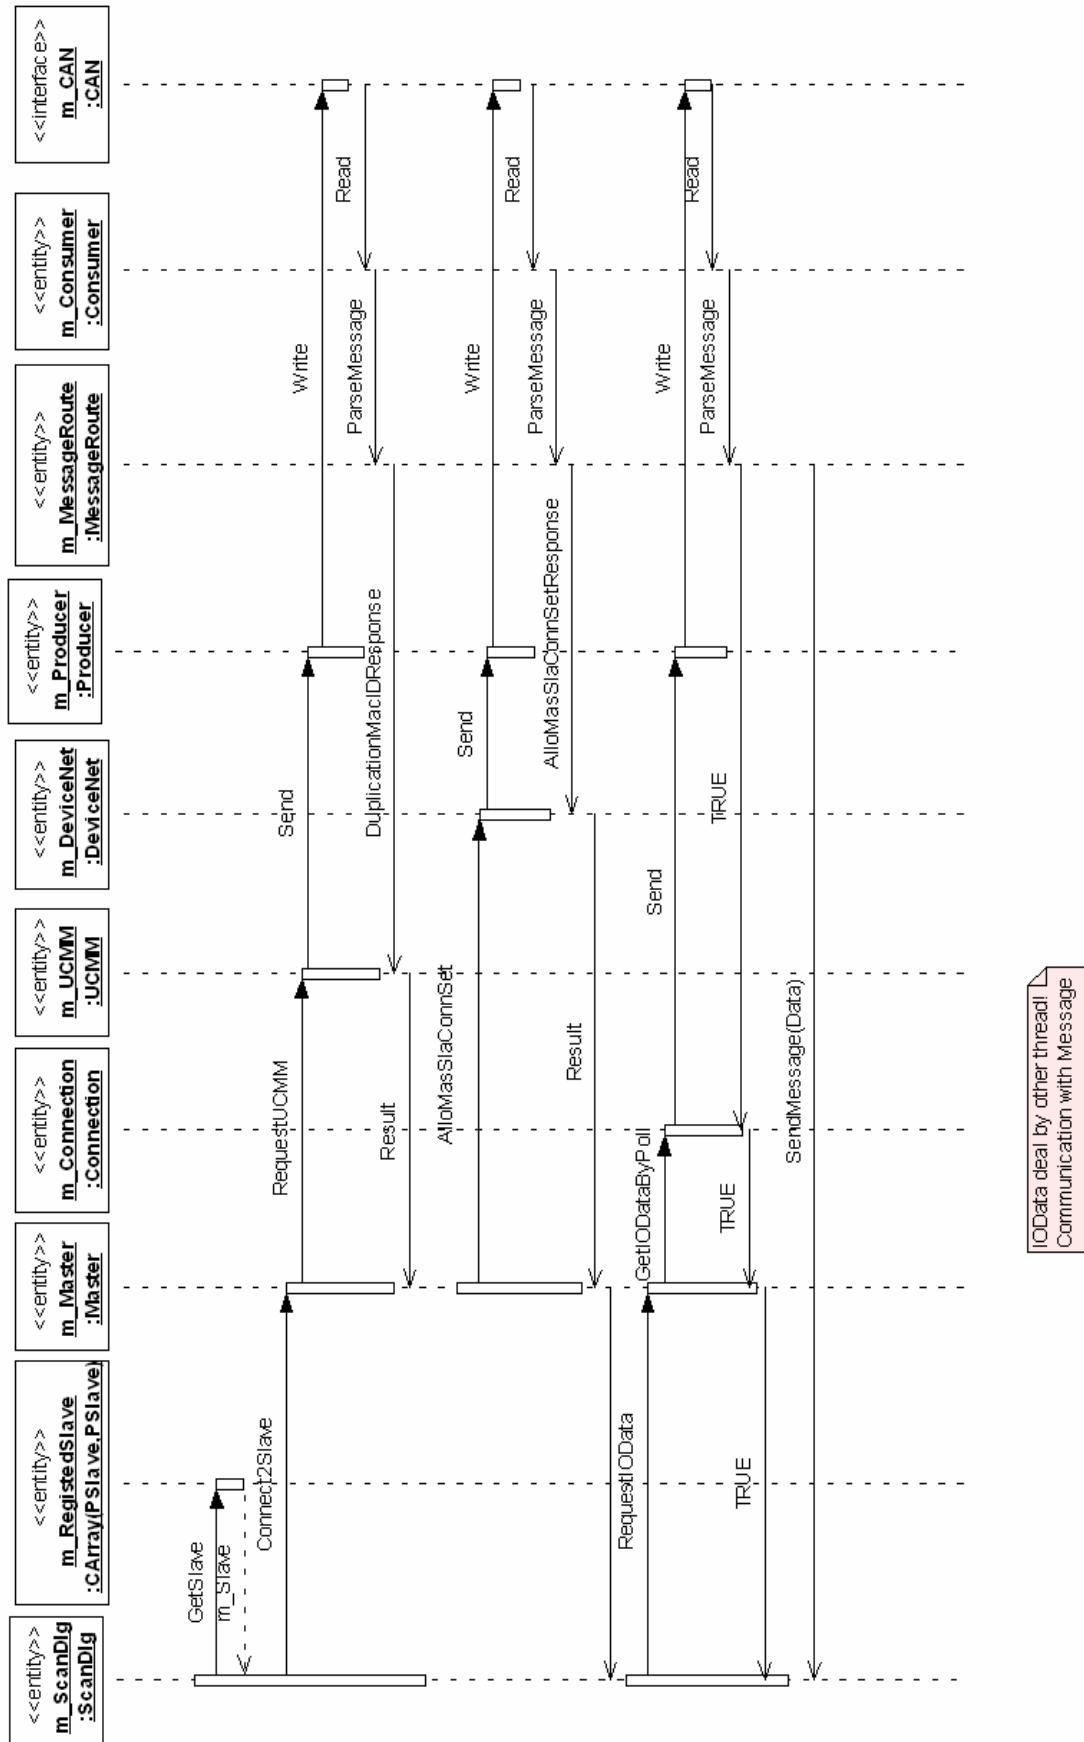 <<entity>>
m_ScanDlg
:ScanDlg
<<entity>>
m_RegistedSlave
:CArray(PSlave,PSlave)
<<entity>>
m_Master
:Master
<<entity>>
m_Connection
:Connection
<<entity>>
m_UCMM
:UCMM
<<entity>>
m_DeviceNet
:DeviceNet
<<entity>>
m_Producer
:Producer
<<entity>>
m_MessageRoute
:MessageRoute
<<entity>>
m_Consumer
:Consumer
<<interface>>
m_CAN
:CAN
GetSlave
m_Slave
Connect2Slave
RequestUCMM
Send
Write
Read
ParseMessage
DuplicationMacIDResponse
Result
AlloMasSlaConnSet
Send
Write
Read
ParseMessage
AlloMasSlaConnSetResponse
Result
RequestIOData
GetIODataByPoll
Send
Write
Read
ParseMessage
TRUE
TRUE
TRUE
SendMessage(Data)
IOData deal by other thread!
Communication with Message